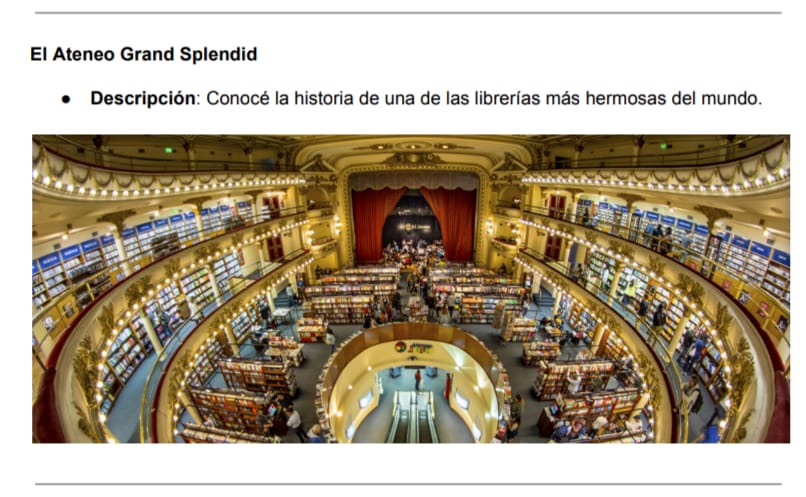 El Ateneo Grand Splendid
● Descripción: Conocé la historia de una de las librerías más hermosas del mundo.